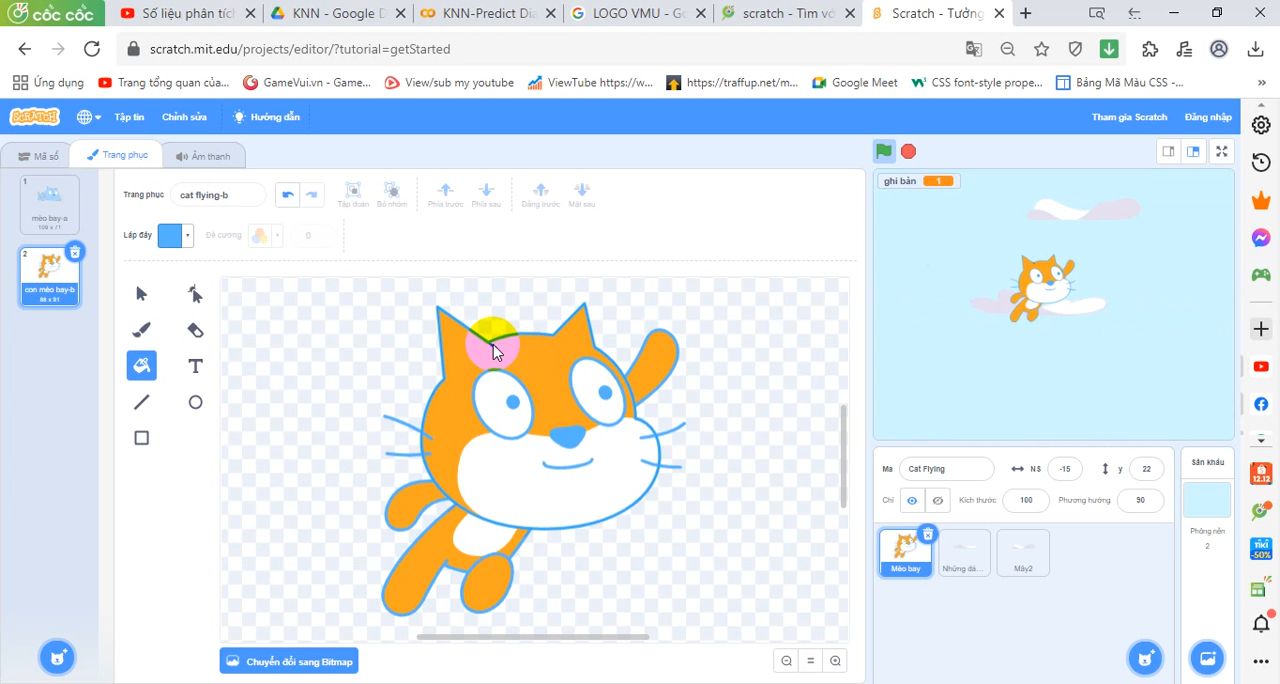 cốc cốc
Số liệu phân tích
KNN - Google D
KNN-Predict Dia
LOGO VMU - Go
scratch - Tìm vớ
Scratch - Tưởng
scratch.mit.edu/projects/editor/?tutorial=getStarted
Ứng dụng
Trang tổng quan của...
GameVui.vn - Game...
View/sub my youtube
ViewTube https://w...
https://traffup.net/m...
Google Meet
CSS font-style prope...
Bảng Mã Màu CSS -...
»
SCRATCH
Tập tin
Chỉnh sửa
Hướng dẫn
Tham gia Scratch
Đăng nhập
Mã số
Trang phục
Âm thanh
1
mèo bay-a
109 x 71
2
con mèo bay-b
88 x 91
Trang phục
cat flying-b
Tập đoàn
Bỏ nhóm
Phía trước
Phía sau
Đằng trước
Mặt sau
Lấp đầy
Đề cương
0
Chuyển đổi sang Bitmap
ghi bàn
1
Ma
Cat Flying
NS
-15
y
22
Chỉ
Kích thước
100
Phương hướng
90
Sân khấu
Phông nền
2
Mèo bay
Những đá...
Mây2
12.12
TIKI
-50%